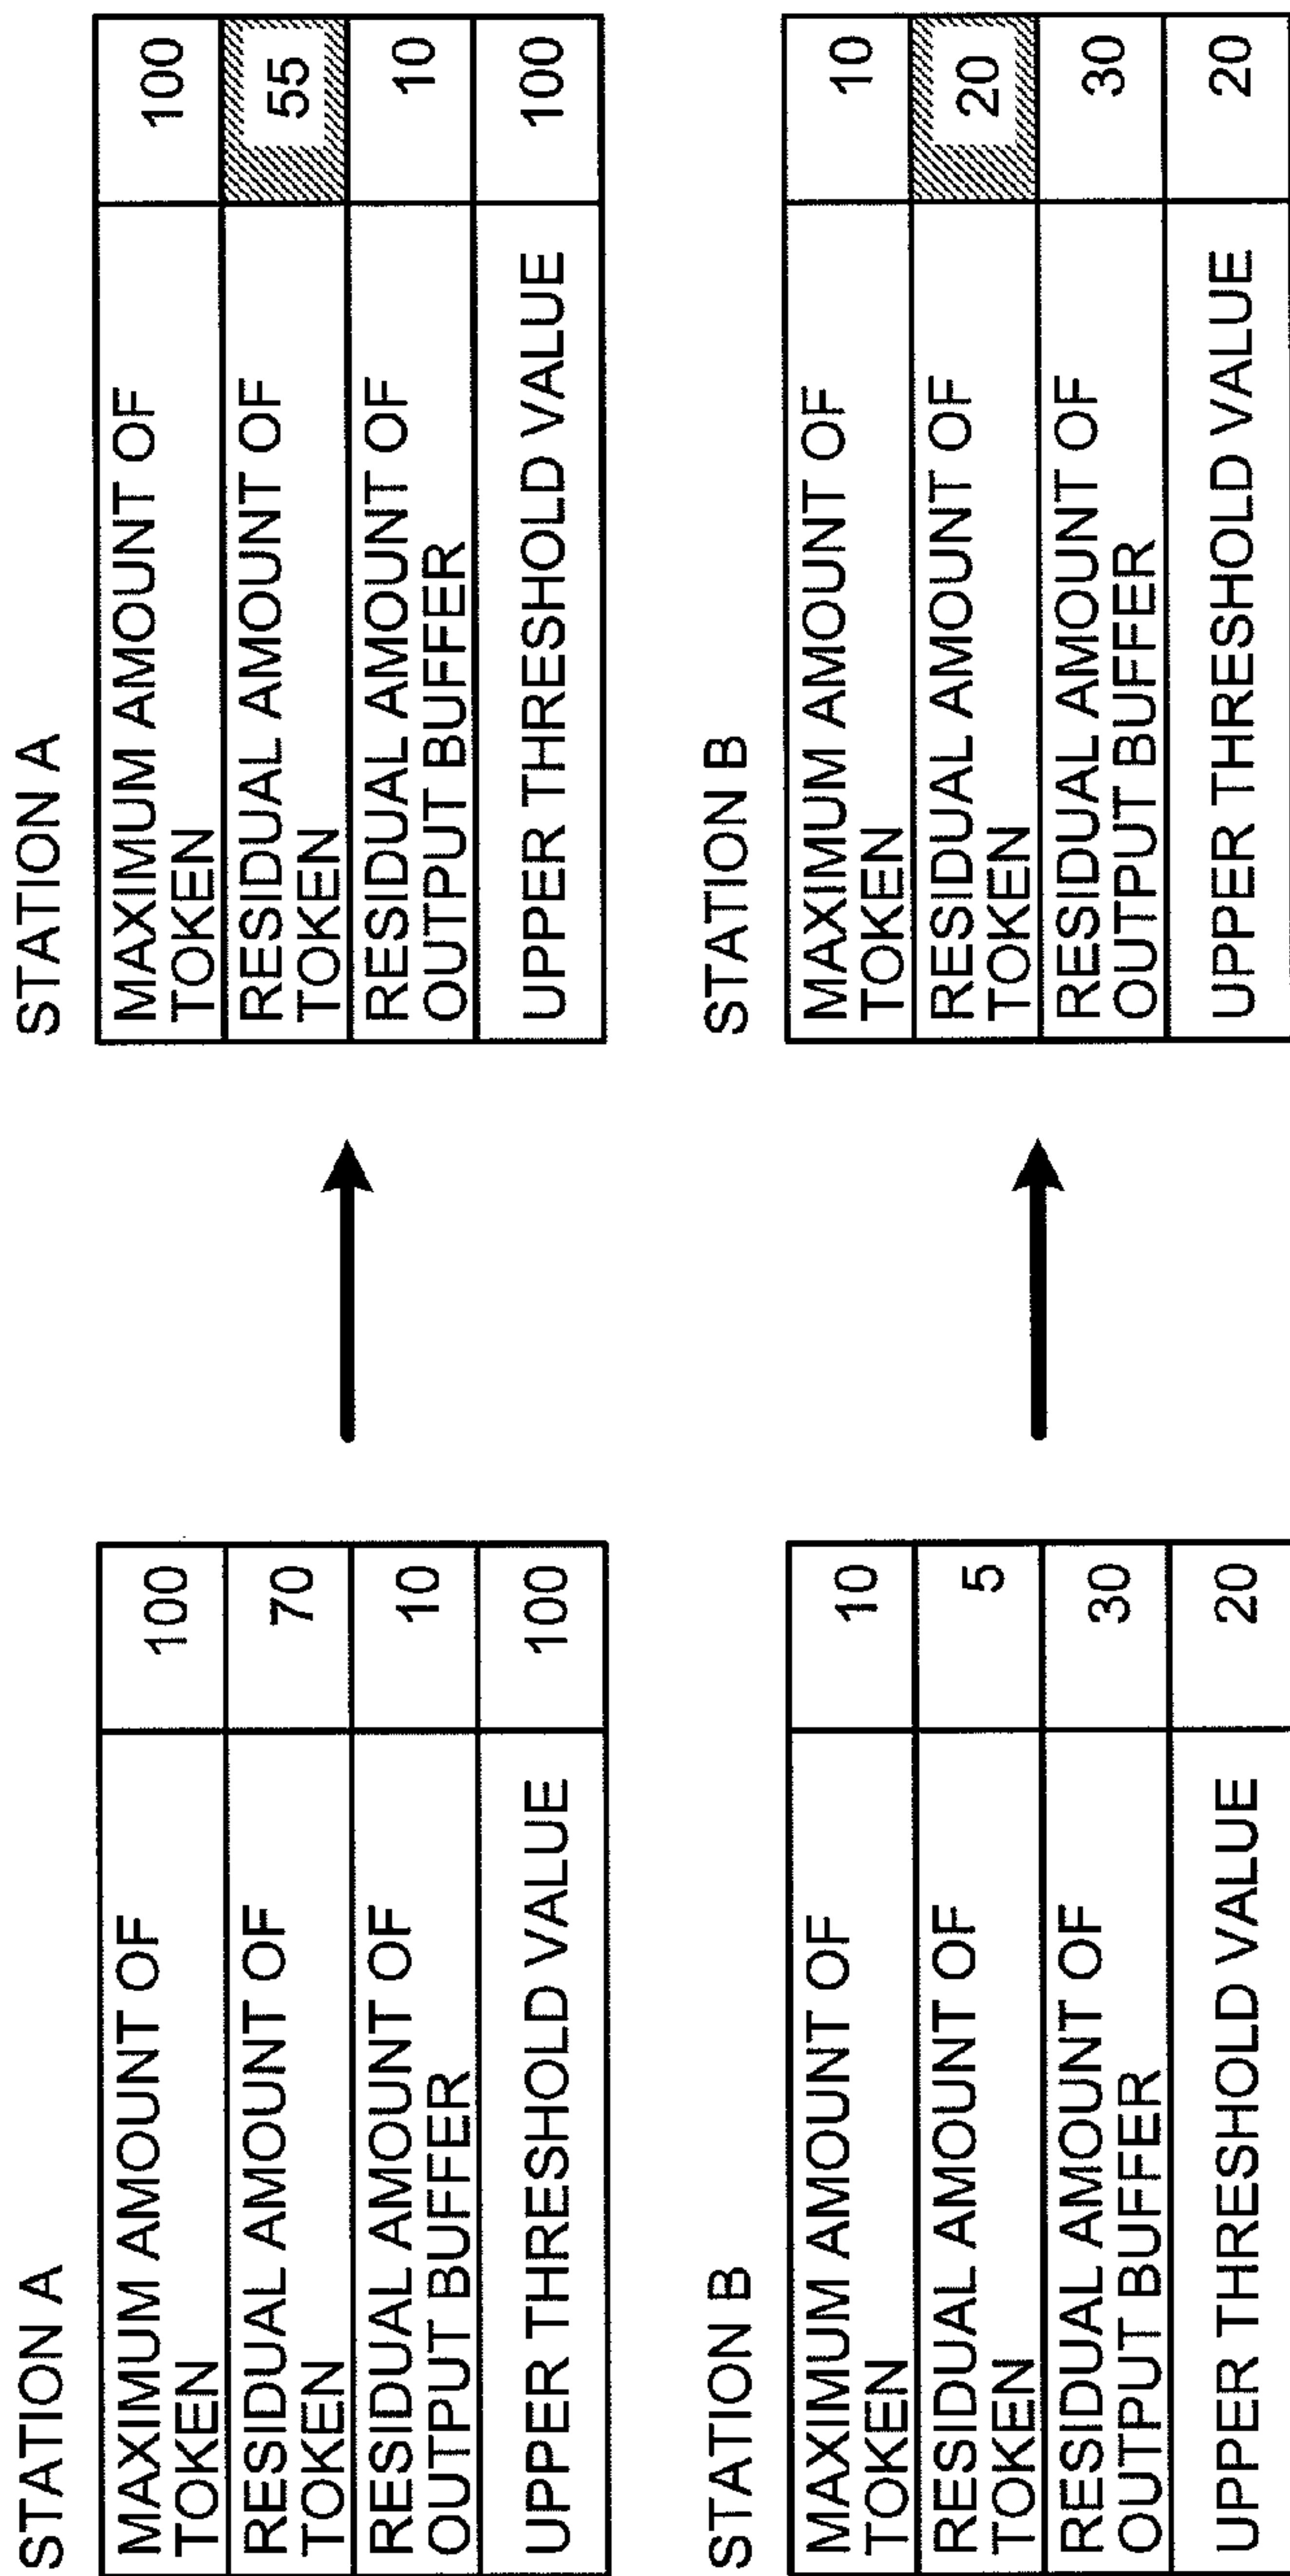 STATION A
MAXIMUM AMOUNT OF
TOKEN
100
RESIDUAL AMOUNT OF
TOKEN
70
RESIDUAL AMOUNT OF
OUTPUT BUFFER
10
UPPER THRESHOLD VALUE
100
STATION A
MAXIMUM AMOUNT OF
TOKEN
100
RESIDUAL AMOUNT OF
TOKEN
55
RESIDUAL AMOUNT OF
OUTPUT BUFFER
10
UPPER THRESHOLD VALUE
100
STATION B
MAXIMUM AMOUNT OF
TOKEN
10
RESIDUAL AMOUNT OF
TOKEN
5
RESIDUAL AMOUNT OF
OUTPUT BUFFER
30
UPPER THRESHOLD VALUE
20
STATION B
MAXIMUM AMOUNT OF
TOKEN
10
RESIDUAL AMOUNT OF
TOKEN
20
RESIDUAL AMOUNT OF
OUTPUT BUFFER
30
UPPER THRESHOLD VALUE
20